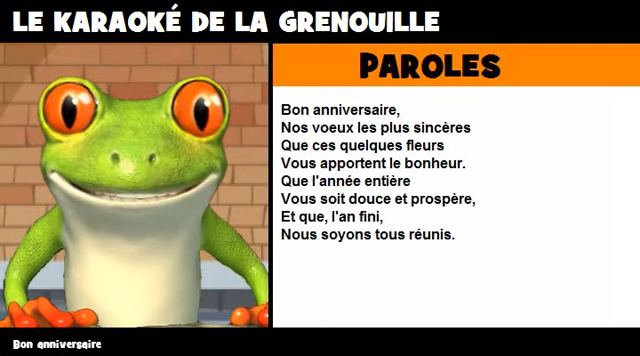 LE KARAOKÉ DE LA GRENOUILLE
PAROLES
Bon anniversaire,
Nos voeux les plus sincères
Que ces quelques fleurs
Vous apportent le bonheur.
Que l'année entière
Vous soit douce et prospère,
Et que, l'an fini,
Nous soyons tous réunis.
Bon anniversaire